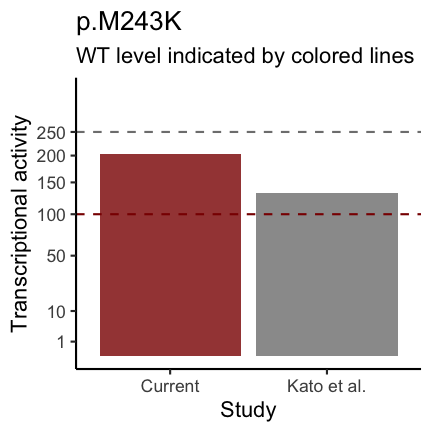 p.M243K
WT level indicated by colored lines
Transcriptional activity
250
200
150
100
50
10
1
Current
Kato et al.
Study